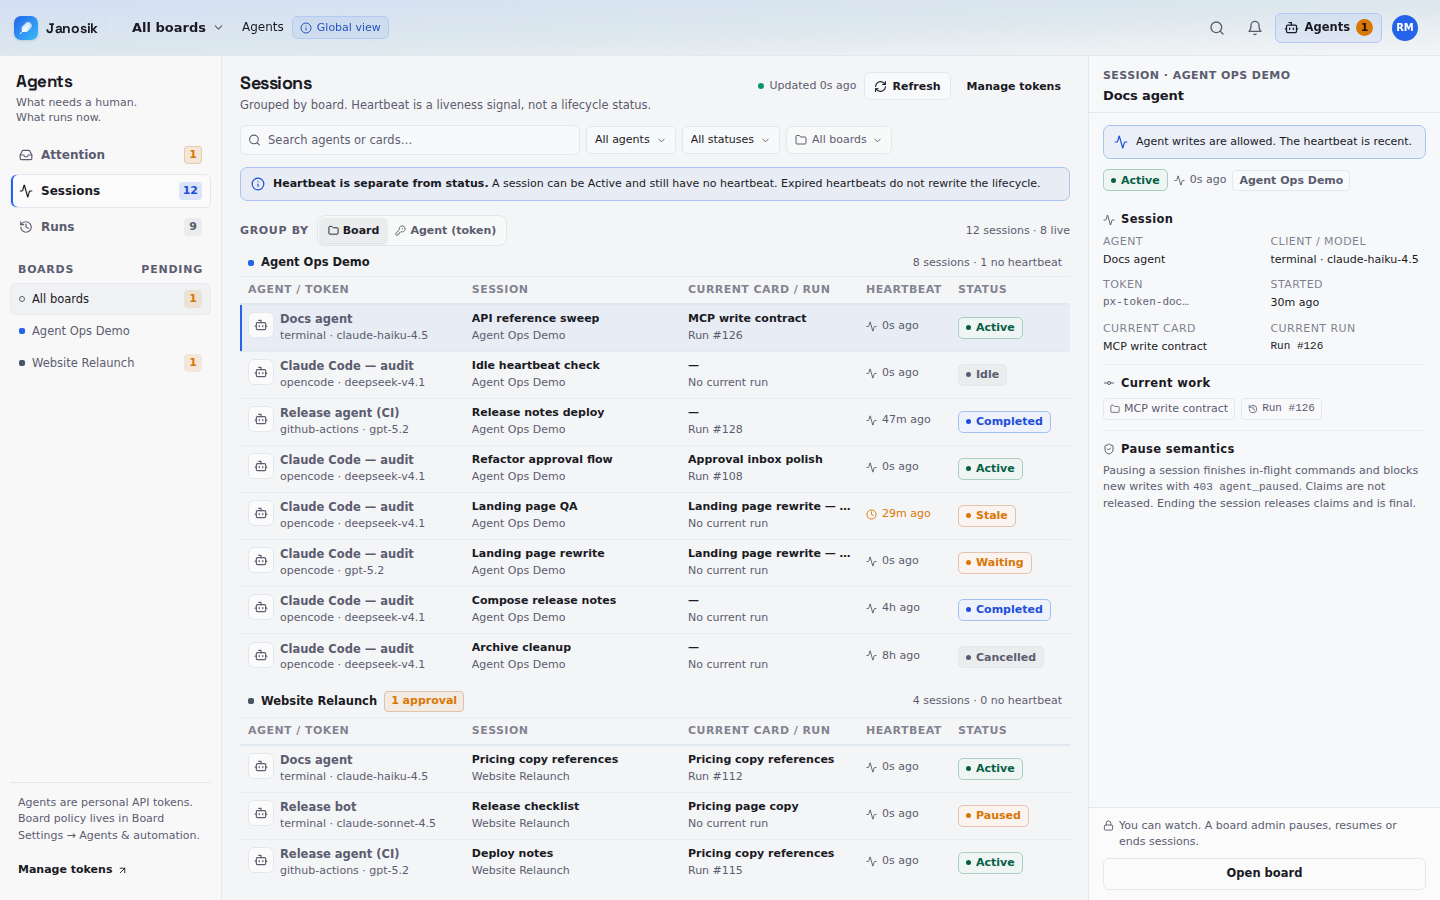 Janosik
All boards
Agents
Global view
Agents 1
RM
Agents
What needs a human.
What runs now.
Attention 1
Sessions 12
Runs 9
BOARDS PENDING
All boards 1
Agent Ops Demo
Website Relaunch 1
Agents are personal API tokens.
Board policy lives in Board
Settings → Agents & automation.
Manage tokens
Sessions
Grouped by board. Heartbeat is a liveness signal, not a lifecycle status.
Updated 0s ago
Refresh
Manage tokens
Search agents or cards…
All agents
All statuses
All boards
Heartbeat is separate from status. A session can be Active and still have no heartbeat. Expired heartbeats do not rewrite the lifecycle.
GROUP BY Board Agent (token) 12 sessions · 8 live
Agent Ops Demo 8 sessions · 1 no heartbeat
AGENT / TOKEN SESSION CURRENT CARD / RUN HEARTBEAT STATUS
Docs agent API reference sweep MCP write contract 0s ago Active
terminal · claude-haiku-4.5 Agent Ops Demo Run #126
Claude Code — audit Idle heartbeat check — 0s ago Idle
opencode · deepseek-v4.1 Agent Ops Demo No current run
Release agent (CI) Release notes deploy — 47m ago Completed
github-actions · gpt-5.2 Agent Ops Demo Run #128
Claude Code — audit Refactor approval flow Approval inbox polish 0s ago Active
opencode · deepseek-v4.1 Agent Ops Demo Run #108
Claude Code — audit Landing page QA Landing page rewrite — … 29m ago Stale
opencode · deepseek-v4.1 Agent Ops Demo No current run
Claude Code — audit Landing page rewrite Landing page rewrite — … 0s ago Waiting
opencode · gpt-5.2 Agent Ops Demo No current run
Claude Code — audit Compose release notes — 4h ago Completed
opencode · deepseek-v4.1 Agent Ops Demo No current run
Claude Code — audit Archive cleanup — 8h ago Cancelled
opencode · deepseek-v4.1 Agent Ops Demo No current run
Website Relaunch 1 approval 4 sessions · 0 no heartbeat
AGENT / TOKEN SESSION CURRENT CARD / RUN HEARTBEAT STATUS
Docs agent Pricing copy references Pricing copy references 0s ago Active
terminal · claude-haiku-4.5 Website Relaunch Run #112
Release bot Release checklist Pricing page copy 0s ago Paused
terminal · claude-sonnet-4.5 Website Relaunch No current run
Release agent (CI) Deploy notes Pricing copy references 0s ago Active
github-actions · gpt-5.2 Website Relaunch Run #115
SESSION · AGENT OPS DEMO
Docs agent
Agent writes are allowed. The heartbeat is recent.
Active 0s ago Agent Ops Demo
Session
AGENT CLIENT / MODEL
Docs agent terminal · claude-haiku-4.5
TOKEN STARTED
px-token-doc… 30m ago
CURRENT CARD CURRENT RUN
MCP write contract Run #126
Current work
MCP write contract Run #126
Pause semantics
Pausing a session finishes in-flight commands and blocks
new writes with 403 agent_paused. Claims are not
released. Ending the session releases claims and is final.
You can watch. A board admin pauses, resumes or
ends sessions.
Open board